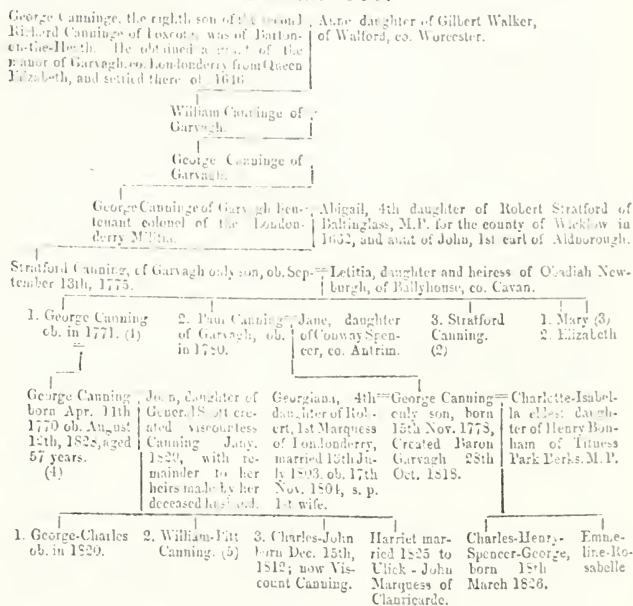 George Canninge, the eighth son of the second
Richard Canninge of Foxcote, was of Barton-
on-the-Heath. He obtained a grant of the
manor of Garvagh, co. Londonderry from Queen
Elizabeth, and settled there of 1616
Anne daughter of Gilbert Walker,
of Walford, co. Worcester.
William Canninge of
Garvagh.
George Canninge of
Garvagh.
George Canninge of Garvagh lieu-
tenant colonel of the London-
derry Militia.
Abigail, 4th daughter of Robert Stratford of
Baltinglass, M.P. for the county of Wicklow in
1662, and aunt of John, 1st earl of Aldborough.
Stratford Canning, of Garvagh only son, ob. Sep-
tember 13th, 1775.
Letitia, daughter and heiress of Obadiah New-
burgh, of Ballyhouse, co. Cavan.
1. George Canning
ob. in 1771. (4)
2. Paul Canning
of Garvagh, ob.
in
Jane, daughter
of Conway Spen-
cer, co. Antrim.
3. Stratford
Canning.
(2)
1. Mary (3)
2. Elizabeth
George Canning
born Apr. 11th
1770 ob. August
aged
57 years.
(4)
daughter of
General Scott cre-
ated viscountess
Canning Jany.
with re-
mainder to her
heirs made by her
deceased
Georgiana, 4th
daughter of Rob-
ert, 1st Marquess
of Londonderry,
married 13th Ju-
ly 1803. ob. 17th
Nov. 1804, s. p.
1st wife.
George Canning
only son, born
15th Nov. 1778,
Created Baron
Garvagh 28th
Oct. 1818.
Charlotte-Isabel-
la eldest daugh-
ter of Henry Bon-
ham of Titness
Park Berks. M.P.
1. George-Charles
ob. in 1820.
2. William-Pitt
Canning. (5)
3. Charles-John
born Dec. 15th,
1812; now Vis-
count Canning.
Harriet mar-
ried 1825 to
Ulick-John
Marquess of
Clanricarde.
Charles-Henry-
Spencer-George,
born 18th
March 1826.
Emme-
line-Ro-
sabelle